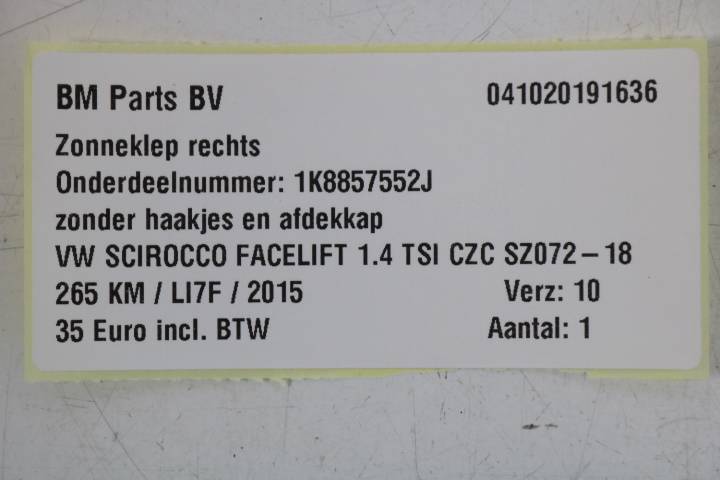 BM Parts BV 041020191636
Zonneklep rechts
Onderdeelnummer: 1K8857552J
zonder haakjes en afdekkap
VW SCIROCCO FACELIFT 1.4 TSI CZC SZ072-18
265 KM / LI7F / 2015 Verz: 10
35 Euro incl. BTW Aantal: 1